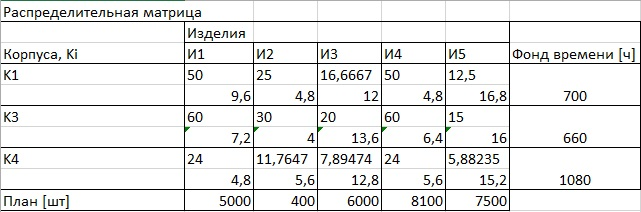 Распределительная матрица
Изделия
Корпуса, Ki И1 И2 И3 И4 И5 Фонд времени [ч]
К1 50 25 16,6667 50 12,5
9,6 4,8 12 4,8 16,8 700
К3 60 30 20 60 15
7,2 4 13,6 6,4 16 660
К4 24 11,7647 7,89474 24 5,88235
4,8 5,6 12,8 5,6 15,2 1080
План [шт] 5000 400 6000 8100 7500